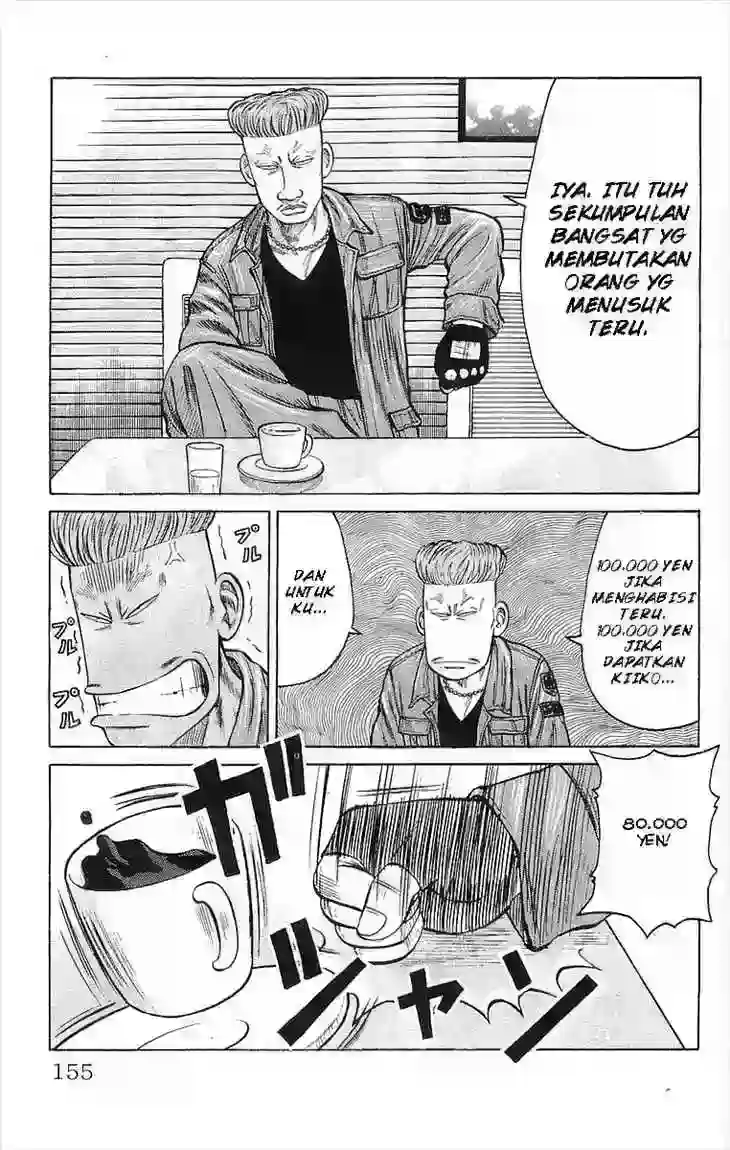 IYA. ITU TUH
SEKUMPULAN
BANGSAT YG
MEMBUTAKAN
ORANG YG
MENUSUK
TERU.
100.000 YEN
JIKA
MENGHABISI
TERU.
100.000 YEN
JIKA
DAPATKAN
KIIKO...
DAN
UNTUK
KU...
プル
プル
プル
80.000
YEN!
ガジャン
155